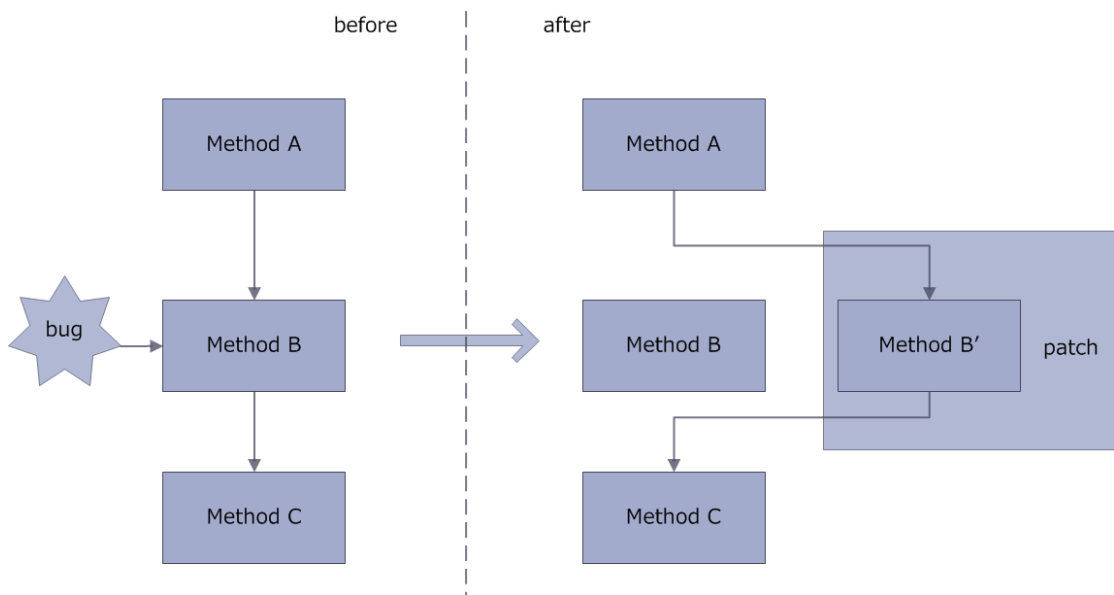 before
after
Method A
Method A
bug
Method B
Method B
Method B′
patch
Method C
Method C